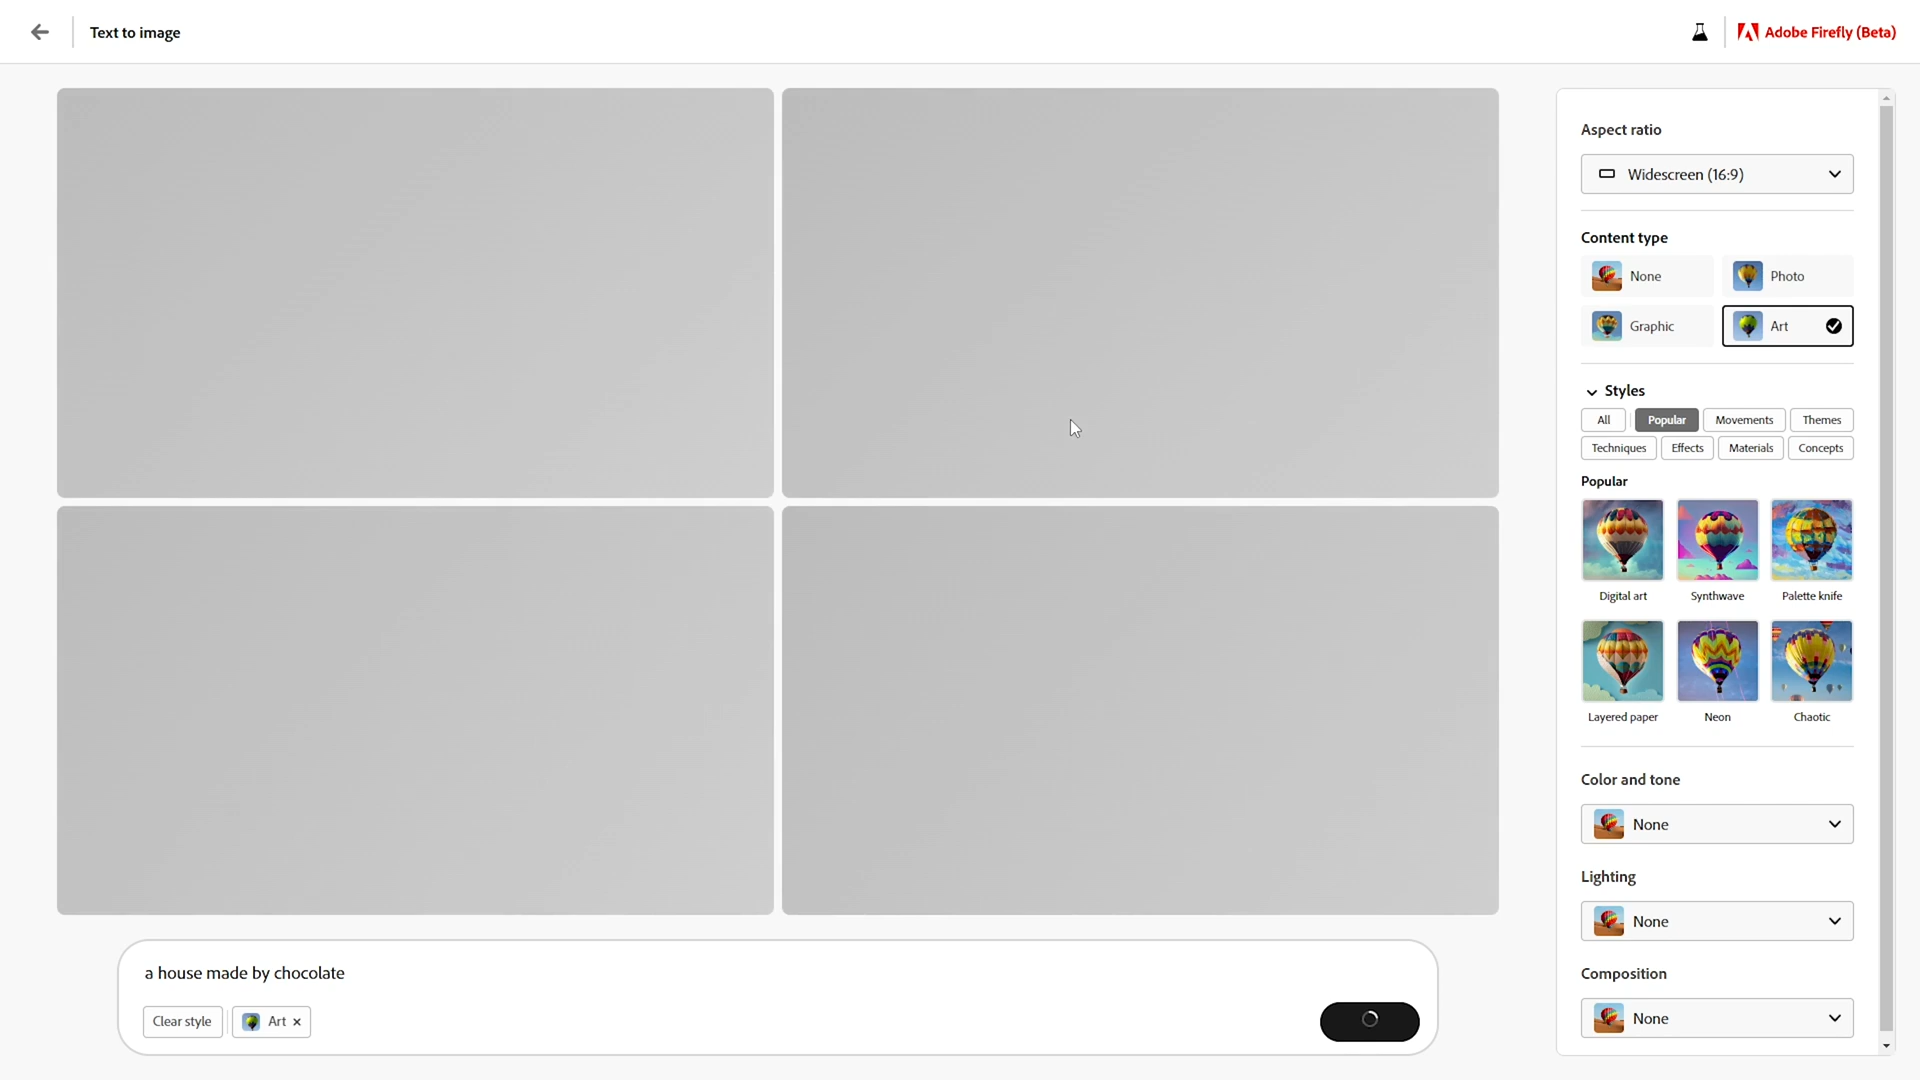 Text to image
Adobe Firefly (Beta)
Aspect ratio
Widescreen (16:9)
Content type
None
Photo
Graphic
Art
Styles
All
Popular
Movements
Themes
Techniques
Effects
Materials
Concepts
Popular
Digital art
Synthwave
Palette knife
Layered paper
Neon
Chaotic
Color and tone
None
Lighting
None
Composition
None
a house made by chocolate
Clear style
Art ×